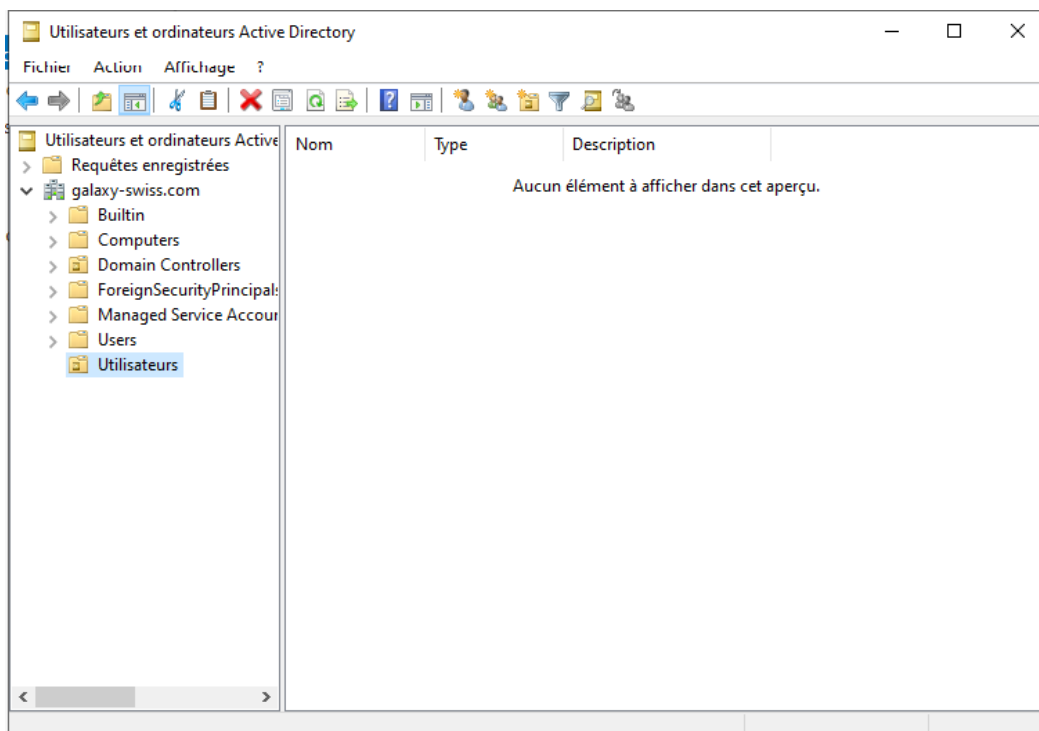 Utilisateurs et ordinateurs Active Directory
Fichier Action Affichage ?
Utilisateurs et ordinateurs Active
Nom Type Description
Requêtes enregistrées
Aucun élément à afficher dans cet aperçu.
galaxy-swiss.com
Builtin
Computers
Domain Controllers
ForeignSecurityPrincipal
Managed Service Accour
Users
Utilisateurs